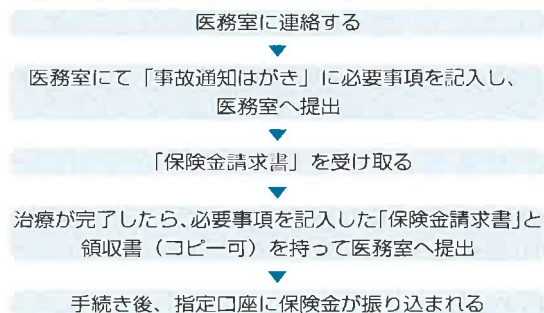 医務室に連絡する
医務室にて「事故通知はがき」に必要事項を記入し、
医務室へ提出
「保険金請求書」を受け取る
治療が完了したら、必要事項を記入した「保険金請求書」と
領収書（コピー可）を持って医務室へ提出
手続き後、指定口座に保険金が振り込まれる